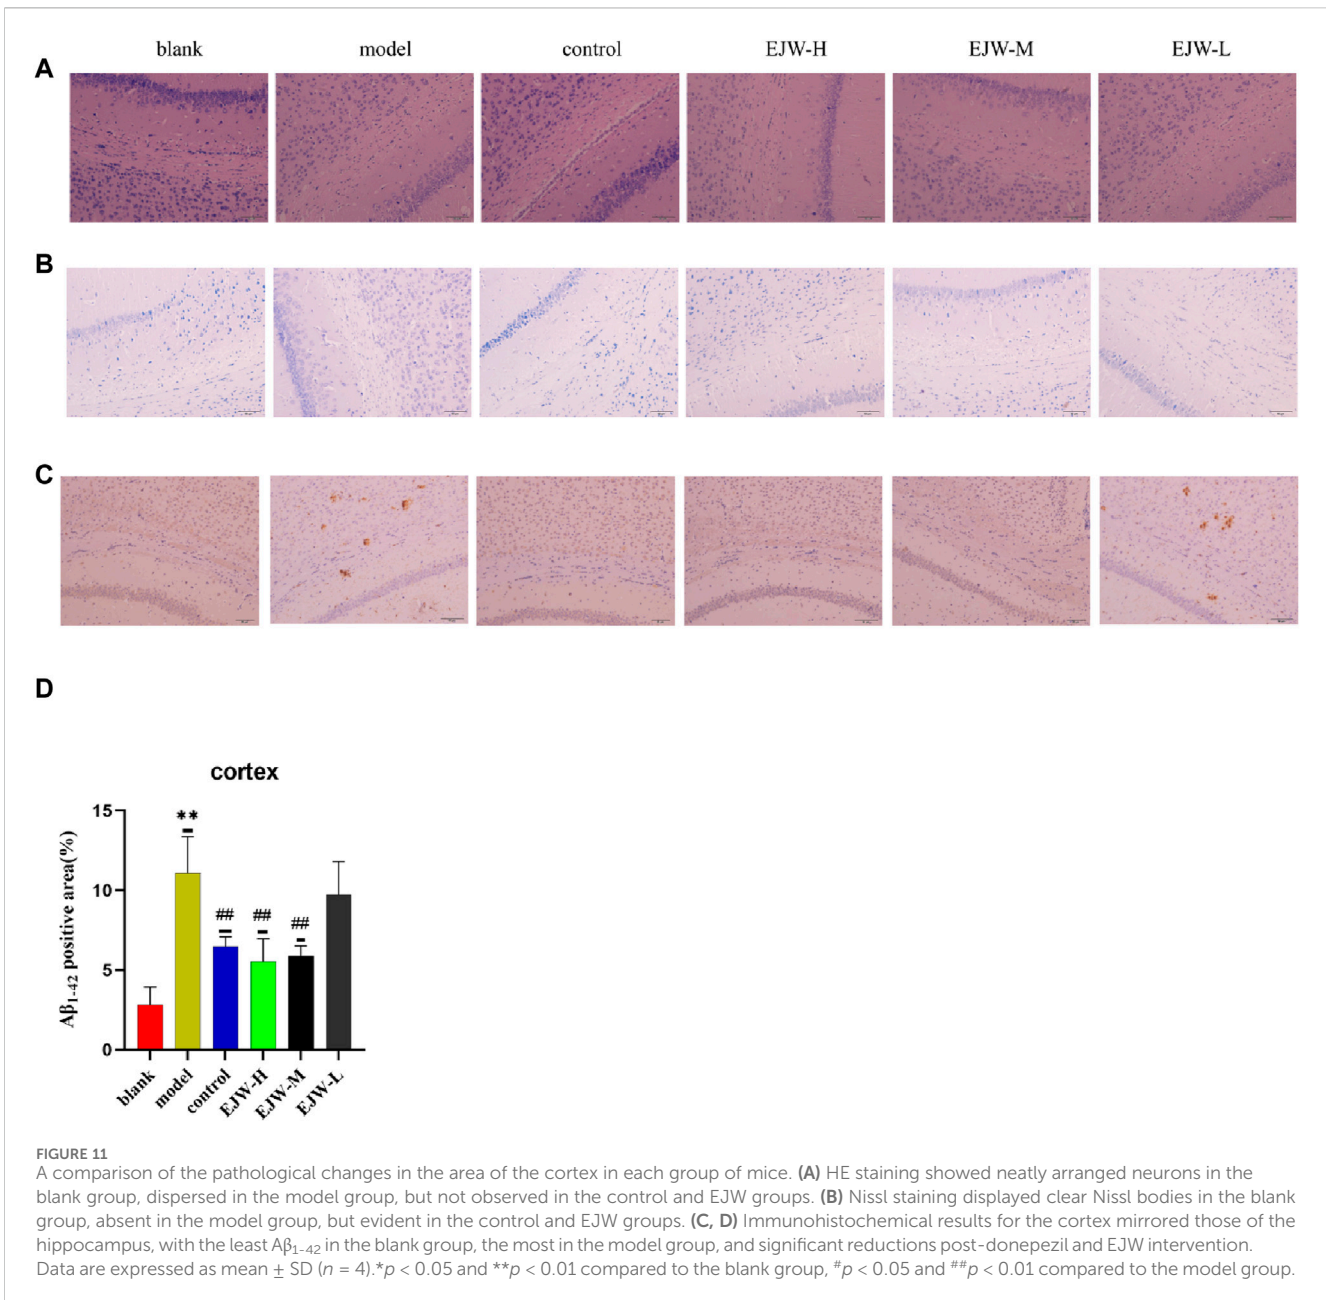 blank model control EJW-H EJW-M EJW-L
A
B
C
D
cortex
Aβ1-42 positive area(%)
15
10
5
0
**
##
##
##
blank
model
control
EJW-H
EJW-M
EJW-L
FIGURE 11
A comparison of the pathological changes in the area of the cortex in each group of mice. (A) HE staining showed neatly arranged neurons in the
blank group, dispersed in the model group, but not observed in the control and EJW groups. (B) Nissl staining displayed clear Nissl bodies in the blank
group, absent in the model group, but evident in the control and EJW groups. (C, D) Immunohistochemical results for the cortex mirrored those of the
hippocampus, with the least Aβ1-42 in the blank group, the most in the model group, and significant reductions post-donepezil and EJW intervention.
Data are expressed as mean ± SD (n = 4).*p < 0.05 and **p < 0.01 compared to the blank group, #p < 0.05 and ##p < 0.01 compared to the model group.